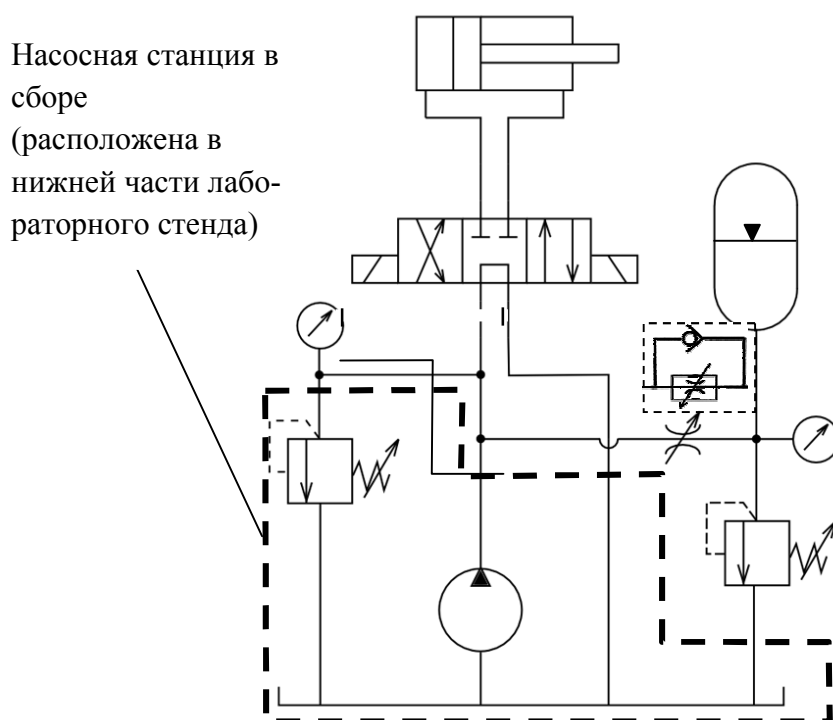 Насосная станция в
сборе
(расположена в
нижней части лабо-
раторного стенда)